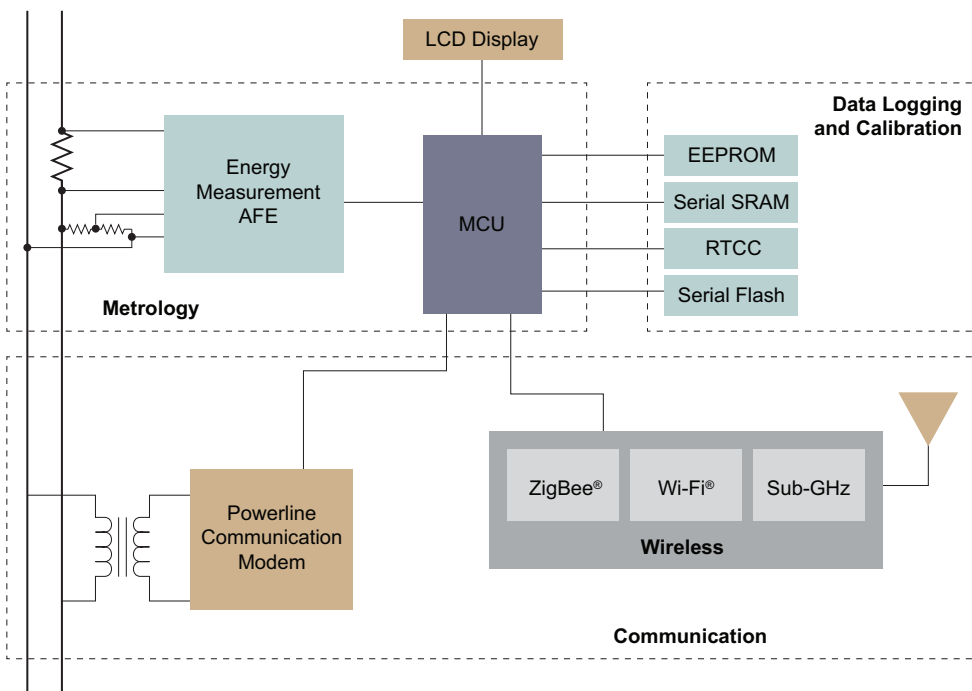 LCD Display
Data Logging
and Calibration
Energy
Measurement
AFE
MCU
EEPROM
Serial SRAM
RTCC
Serial Flash
Metrology
ZigBee®
Wi-Fi®
Sub-GHz
Wireless
Powerline
Communication
Modem
Communication